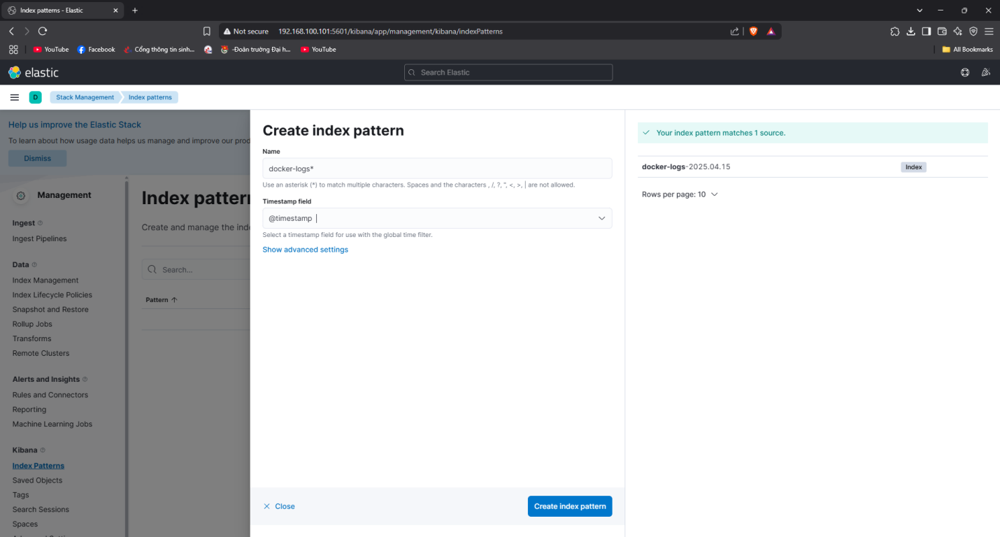 Index patterns - Elastic
Not secure 192.168.100.101:5601/kibana/app/management/kibana/indexPatterns
YouTube
Facebook
Cổng thông tin sinh...
-Đoàn trường Đại h...
YouTube
All Bookmarks
elastic
Search Elastic
D
Stack Management
Index patterns
Help us improve the Elastic Stack
To learn about how usage data helps us manage and improve our prod
Dismiss
Management
Ingest
Ingest Pipelines
Data
Index Management
Index Lifecycle Policies
Snapshot and Restore
Rollup Jobs
Transforms
Remote Clusters
Alerts and Insights
Rules and Connectors
Reporting
Machine Learning Jobs
Kibana
Index Patterns
Saved Objects
Tags
Search Sessions
Spaces
Index patter
Create and manage the ind
Search...
Pattern
Create index pattern
Name
docker-logs*
Use an asterisk (*) to match multiple characters. Spaces and the characters , /, ?, ", <, >, | are not allowed.
Timestamp field
@timestamp
Select a timestamp field for use with the global time filter.
Show advanced settings
Close
Create index pattern
Your index pattern matches 1 source.
docker-logs-2025.04.15
Index
Rows per page: 10